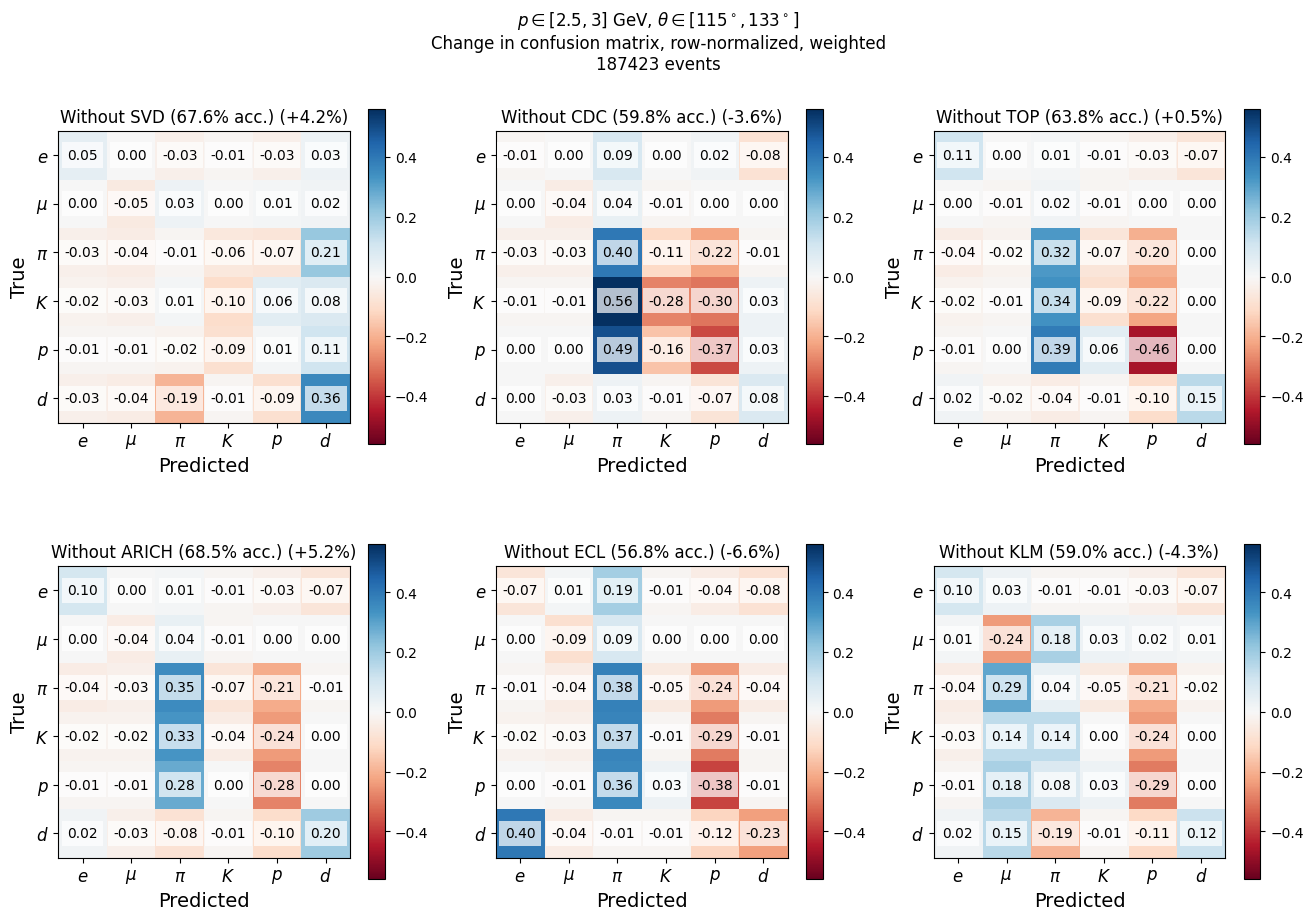 p ∈ [2.5, 3] GeV, θ ∈ [115°, 133°]
Change in confusion matrix, row-normalized, weighted
187423 events
Without SVD (67.6% acc.) (+4.2%)
e 0.05 0.00 -0.03 -0.01 -0.03 0.03
μ 0.00 -0.05 0.03 0.00 0.01 0.02
π -0.03 -0.04 -0.01 -0.06 -0.07 0.21
K -0.02 -0.03 0.01 -0.10 0.06 0.08
p -0.01 -0.01 -0.02 -0.09 0.01 0.11
d -0.03 -0.04 -0.19 -0.01 -0.09 0.36
e μ π K p d
Predicted
True
0.4
0.2
0.0
−0.2
−0.4
Without CDC (59.8% acc.) (-3.6%)
e -0.01 0.00 0.09 0.00 0.02 -0.08
μ 0.00 -0.04 0.04 -0.01 0.00 0.00
π -0.03 -0.03 0.40 -0.11 -0.22 -0.01
K -0.01 -0.01 0.56 -0.28 -0.30 0.03
p 0.00 0.00 0.49 -0.16 -0.37 0.03
d 0.00 -0.03 0.03 -0.01 -0.07 0.08
e μ π K p d
Predicted
True
0.4
0.2
0.0
−0.2
−0.4
Without TOP (63.8% acc.) (+0.5%)
e 0.11 0.00 0.01 -0.01 -0.03 -0.07
μ 0.00 -0.01 0.02 -0.01 0.00 0.00
π -0.04 -0.02 0.32 -0.07 -0.20 0.00
K -0.02 -0.01 0.34 -0.09 -0.22 0.00
p -0.01 0.00 0.39 0.06 -0.46 0.00
d 0.02 -0.02 -0.04 -0.01 -0.10 0.15
e μ π K p d
Predicted
True
0.4
0.2
0.0
−0.2
−0.4
Without ARICH (68.5% acc.) (+5.2%)
e 0.10 0.00 0.01 -0.01 -0.03 -0.07
μ 0.00 -0.04 0.04 -0.01 0.00 0.00
π -0.04 -0.03 0.35 -0.07 -0.21 -0.01
K -0.02 -0.02 0.33 -0.04 -0.24 0.00
p -0.01 -0.01 0.28 0.00 -0.28 0.00
d 0.02 -0.03 -0.08 -0.01 -0.10 0.20
e μ π K p d
Predicted
True
0.4
0.2
0.0
−0.2
−0.4
Without ECL (56.8% acc.) (-6.6%)
e -0.07 0.01 0.19 -0.01 -0.04 -0.08
μ 0.00 -0.09 0.09 0.00 0.00 0.00
π -0.01 -0.04 0.38 -0.05 -0.24 -0.04
K -0.02 -0.03 0.37 -0.01 -0.29 -0.01
p 0.00 -0.01 0.36 0.03 -0.38 -0.01
d 0.40 -0.04 -0.01 -0.01 -0.12 -0.23
e μ π K p d
Predicted
True
0.4
0.2
0.0
−0.2
−0.4
Without KLM (59.0% acc.) (-4.3%)
e 0.10 0.03 -0.01 -0.01 -0.03 -0.07
μ 0.01 -0.24 0.18 0.03 0.02 0.01
π -0.04 0.29 0.04 -0.05 -0.21 -0.02
K -0.03 0.14 0.14 0.00 -0.24 0.00
p -0.01 0.18 0.08 0.03 -0.29 0.00
d 0.02 0.15 -0.19 -0.01 -0.11 0.12
e μ π K p d
Predicted
True
0.4
0.2
0.0
−0.2
−0.4